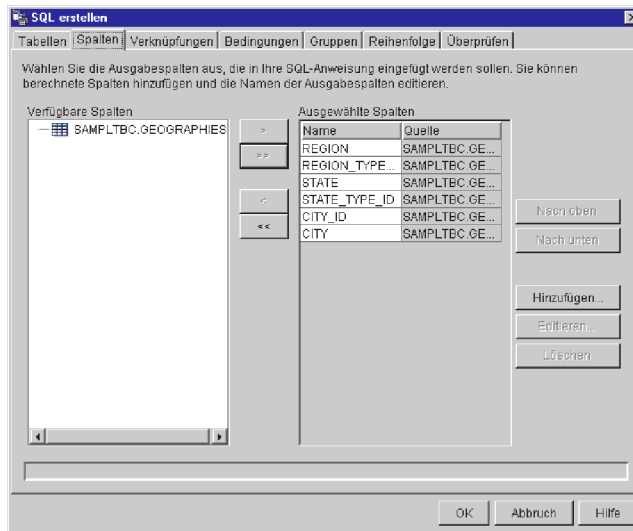 SQL erstellen
Tabellen Spalten Verknüpfungen Bedingungen Gruppen Reihenfolge Überprüfen
Wählen Sie die Ausgabespalten aus, die in Ihre SQL-Anweisung eingefügt werden sollen. Sie können
berechnete Spalten hinzufügen und die Namen der Ausgabespalten editieren.
Verfügbare Spalten
SAMPLTBC.GEOGRAPHIES
>
>>
<
<<
Ausgewählte Spalten
Name Quelle
REGION SAMPLTBC.GE...
REGION_TYPE... SAMPLTBC.GE...
STATE SAMPLTBC.GE...
STATE_TYPE_ID SAMPLTBC.GE...
CITY_ID SAMPLTBC.GE...
CITY SAMPLTBC.GE...
Nach oben
Nach unten
Hinzufügen...
Editieren...
Löschen
OK Abbruch Hilfe